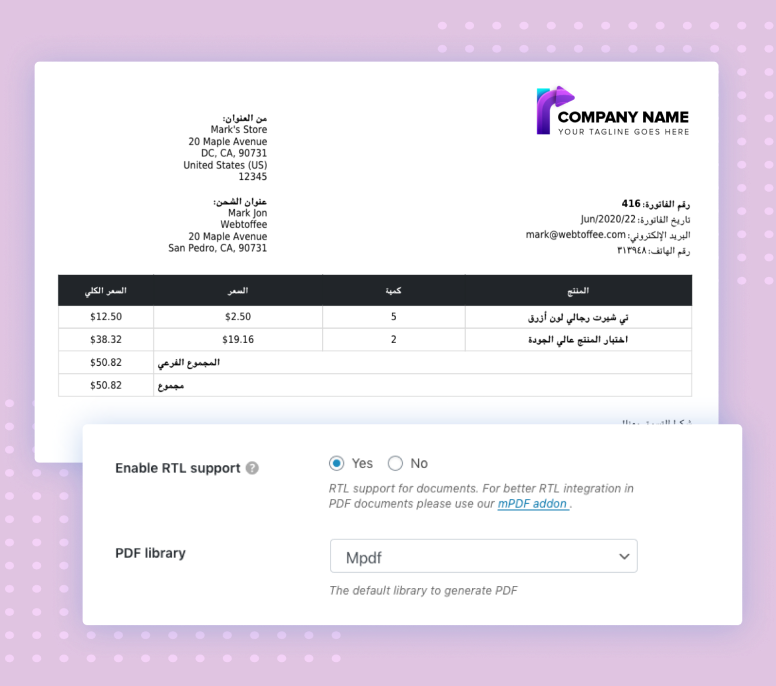 COMPANY NAME
YOUR TAGLINE GOES HERE
من العنوان:
Mark's Store
20 Maple Avenue
DC, CA, 90731
United States (US)
12345
رقم الفاتورة: 416
تاريخ الفاتورة: 22/Jun/2020
البريد الإلكتروني: mark@webtoffee.com
رقم الهاتف: ٣١٣٩٤٨
عنوان الشحن:
Mark Jon
Webtoffee
20 Maple Avenue
San Pedro, CA, 90731
المنتج كمية السعر السعر الكلي
تي شيرت رجالي لون أزرق 5 $2.50 $12.50
اختبار المنتج عالي الجودة 2 $19.16 $38.32
المجموع الفرعي $50.82
مجموع $50.82
Enable RTL support ?
Yes No
RTL support for documents. For better RTL integration in
PDF documents please use our mPDF addon .
PDF library
Mpdf
The default library to generate PDF